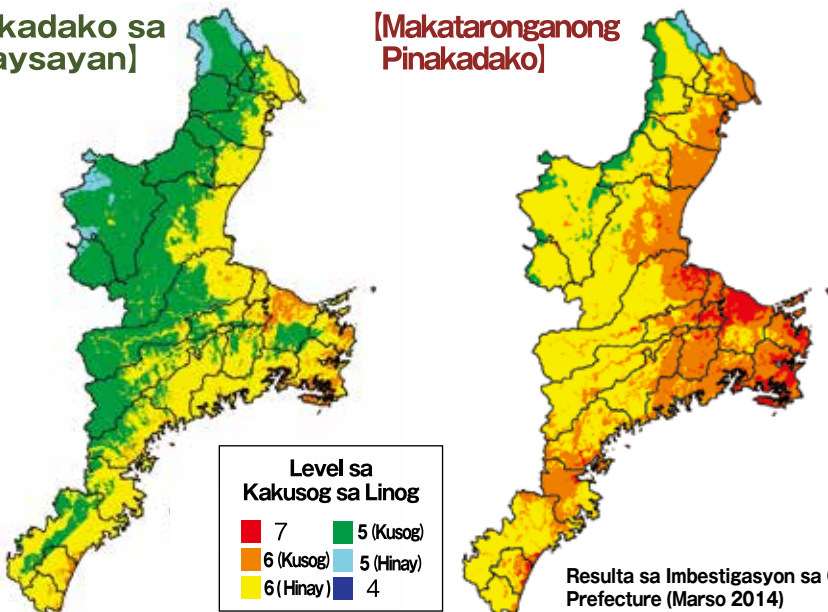 kadako sa
aysayan】
【Makataronganong
Pinakadako】
Level sa
Kakusog sa Linog
7
5 (Kusog)
6 (Kusog)
5 (Hinay)
6 (Hinay)
4
Resulta sa Imbestigasyon sa
Prefecture (Marso 2014)